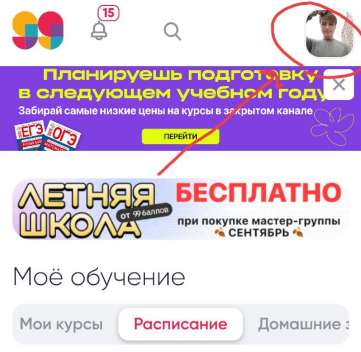 15
Планируешь подготовку
в следующем учебном году?
Забирай самые низкие цены на курсы в закрытом канале
ЕГЭ ОГЭ
ПЕРЕЙТИ
ЛЕТНЯЯ
ШКОЛА
от 99 баллов
БЕСПЛАТНО
при покупке мастер-группы
СЕНТЯБРЬ
Моё обучение
Мои курсы Расписание Домашние з